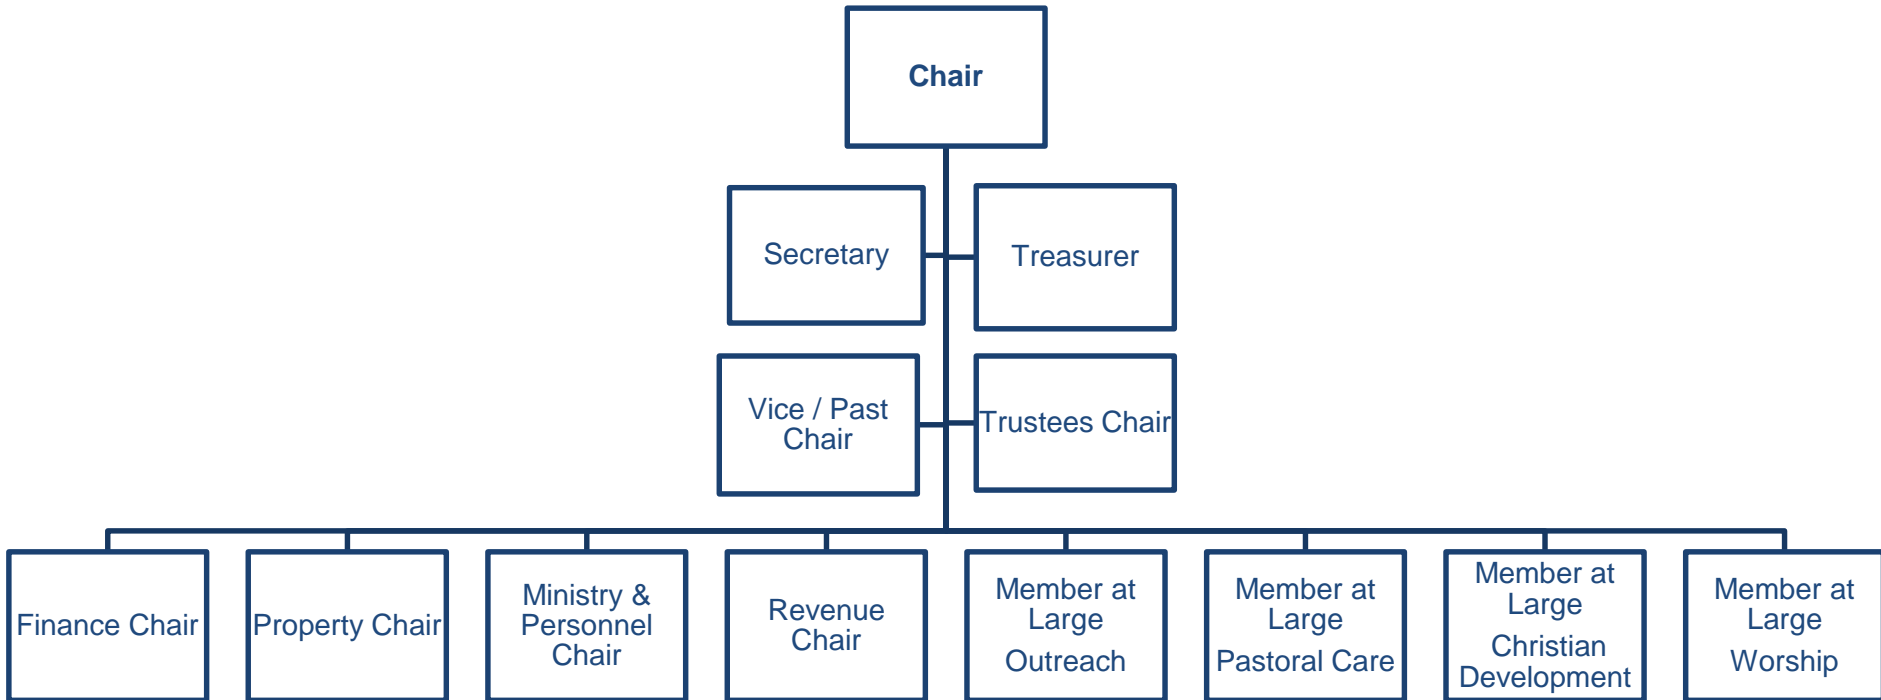 Chair
Secretary
Treasurer
Vice / Past
Chair
Trustees Chair
Finance Chair
Property Chair
Ministry &
Personnel
Chair
Revenue
Chair
Member at
Large
Outreach
Member at
Large
Pastoral Care
Member at
Large
Christian
Development
Member at
Large
Worship